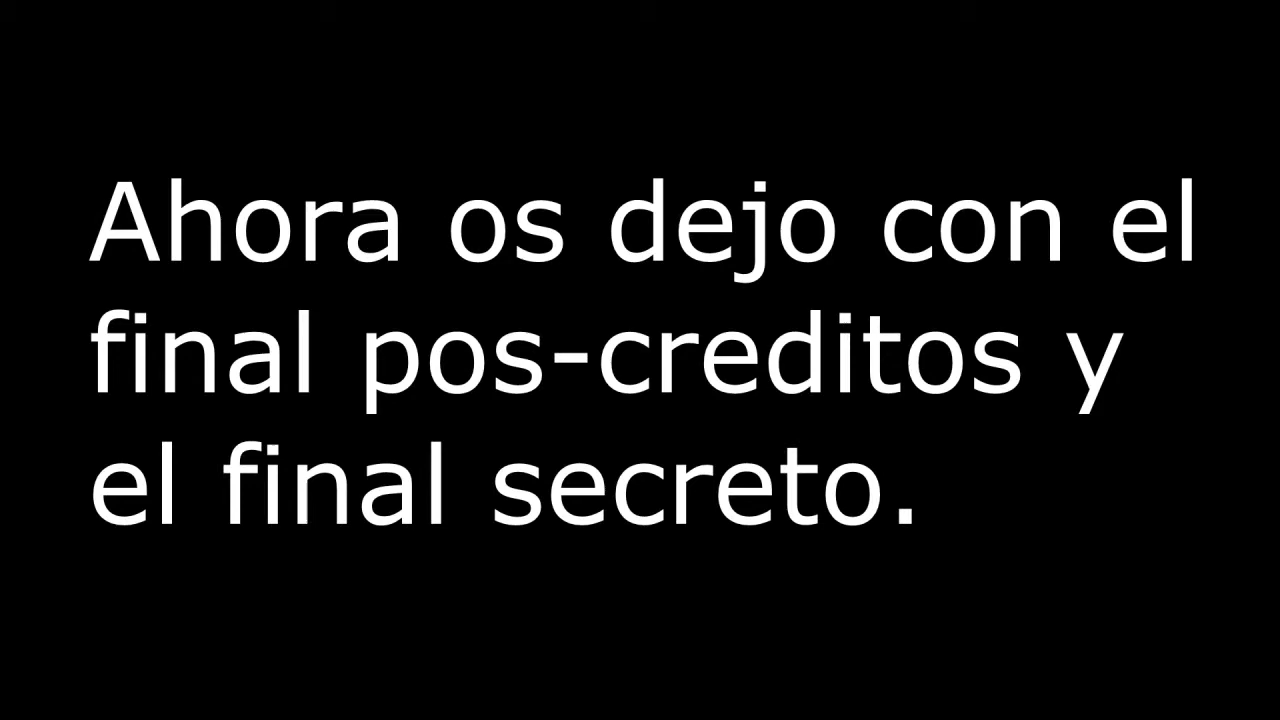 Ahora os dejo con el
final pos-creditos y
el final secreto.